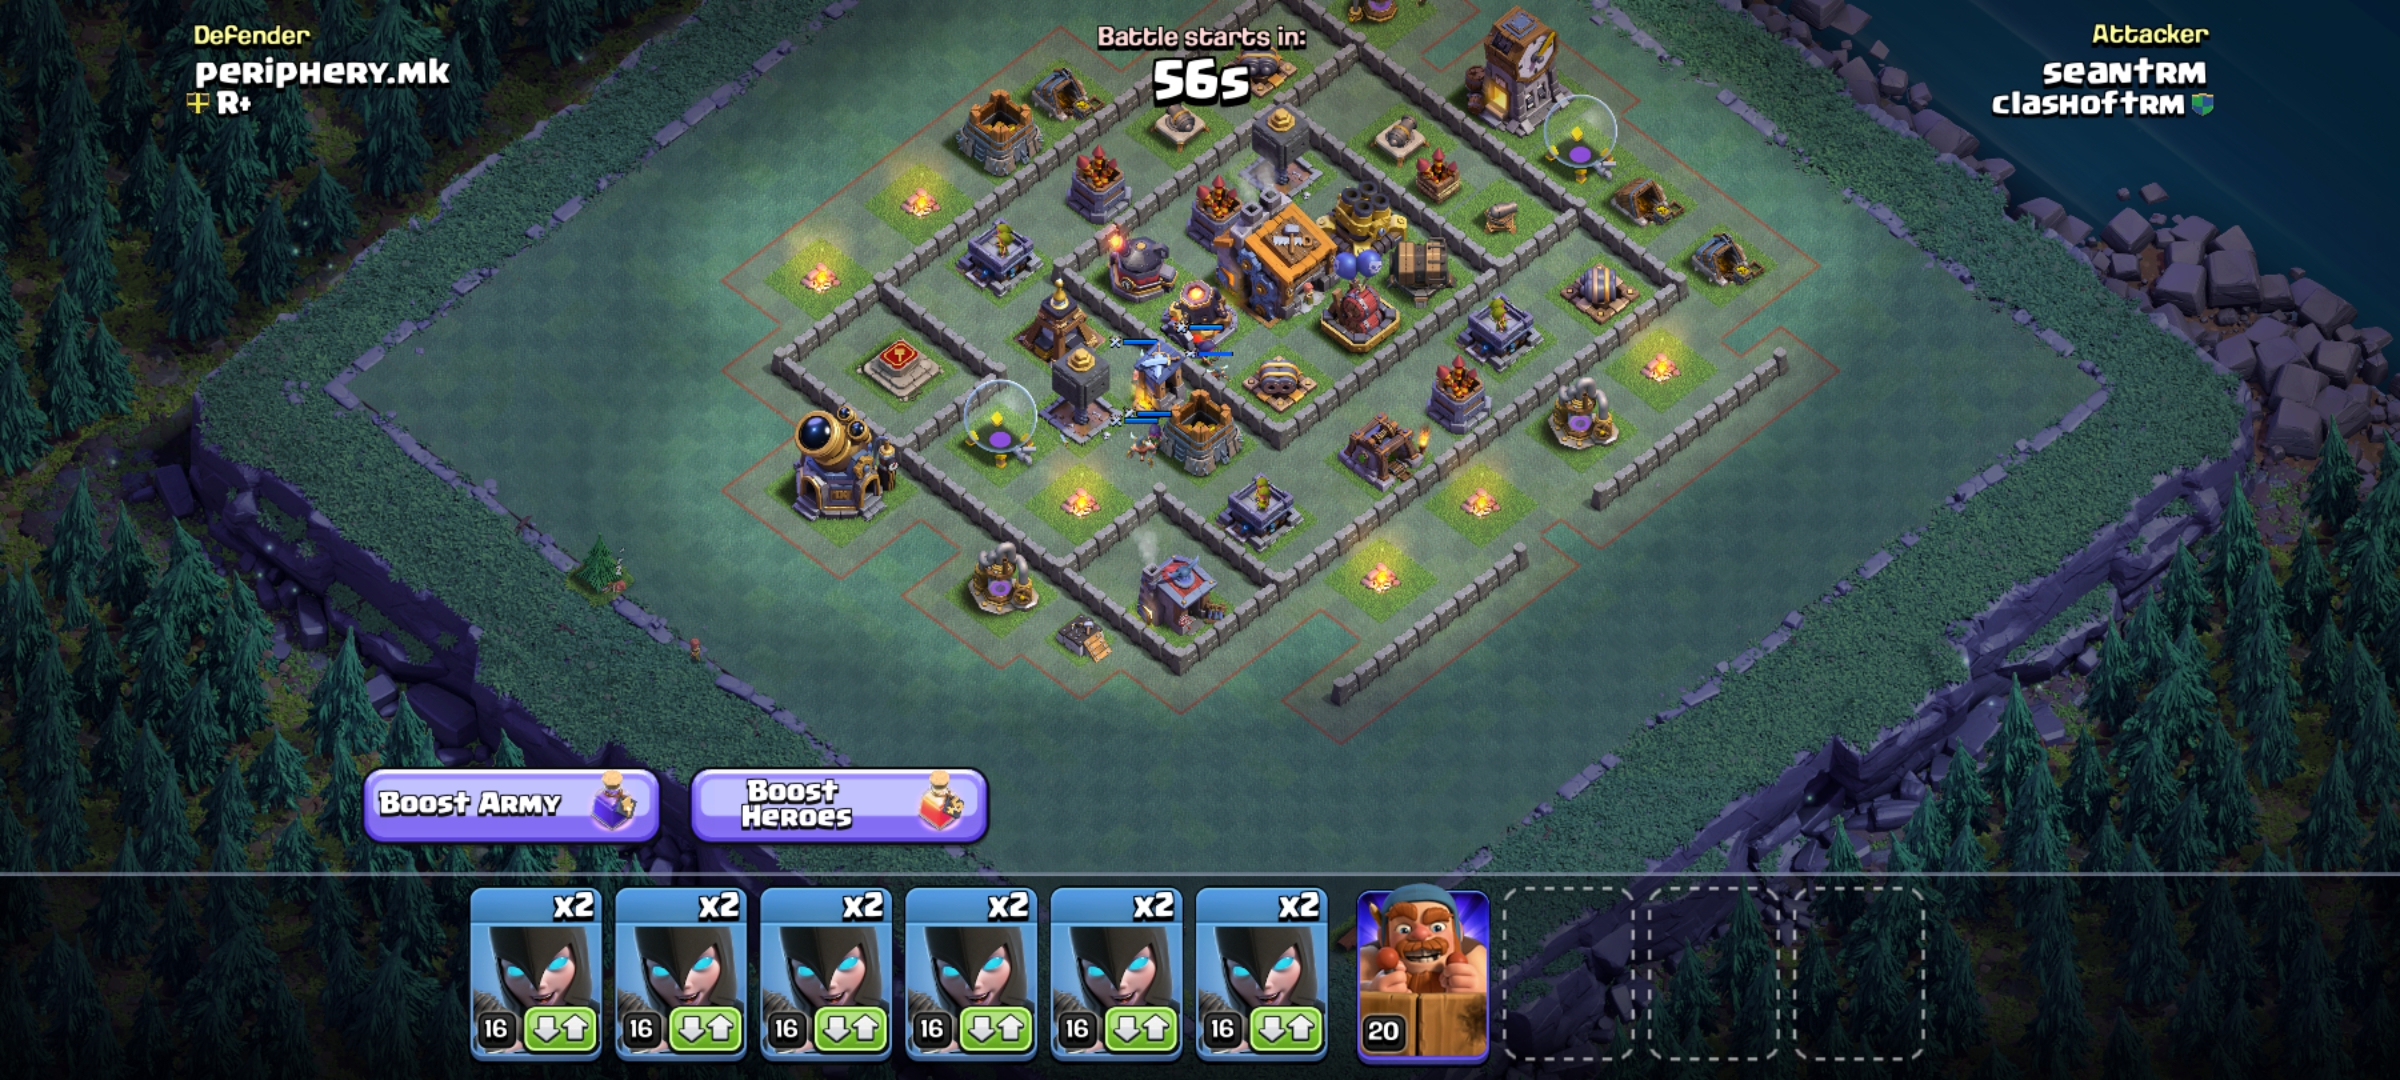 Defender
PERIPHERY.MK
R+
Battle starts in:
56s
Attacker
seantRM
clashoftRM
Boost Army
Boost
Heroes
x2
x2
x2
x2
x2
x2
16
16
16
16
16
16
20